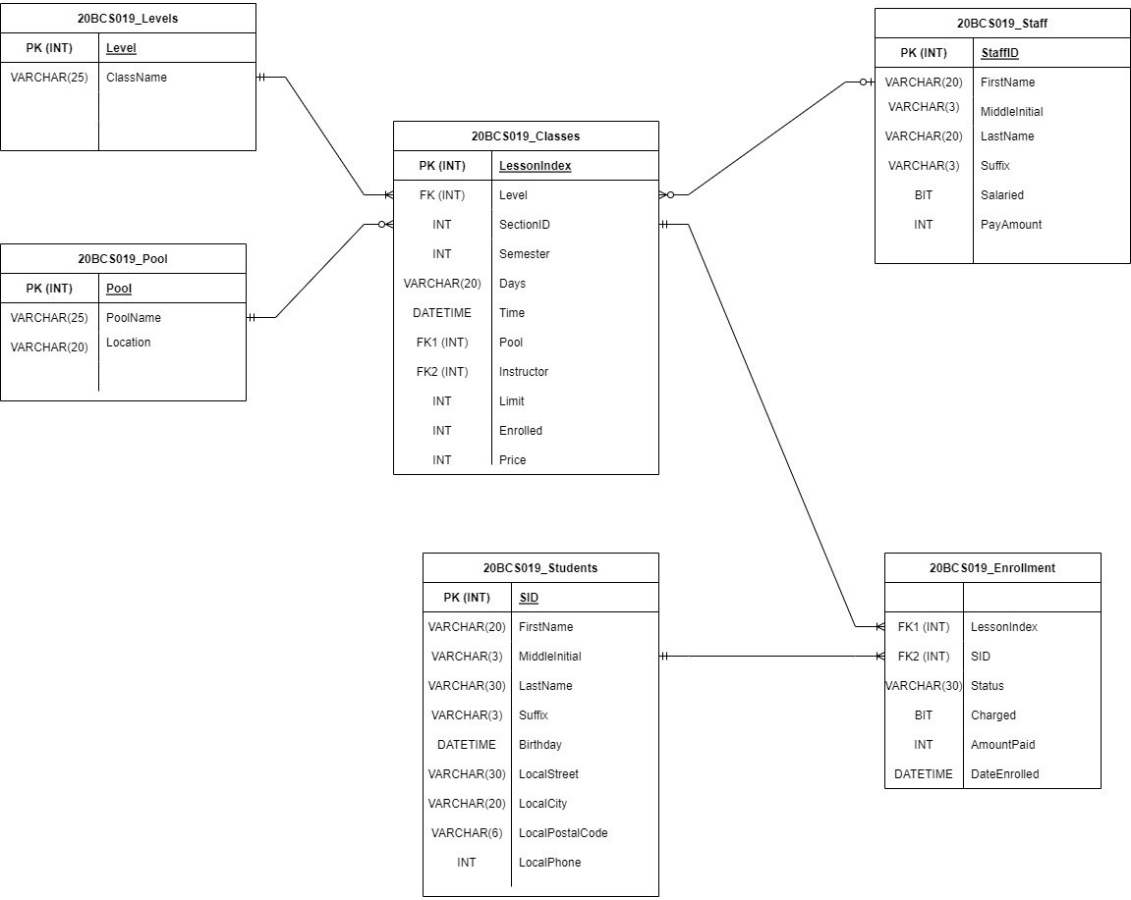 20BCS019_Levels
PK (INT) Level
VARCHAR(25) ClassName
20BCS019_Staff
PK (INT) StaffID
VARCHAR(20) FirstName
VARCHAR(3) MiddleInitial
VARCHAR(20) LastName
VARCHAR(3) Suffix
BIT Salaried
INT PayAmount
20BCS019_Classes
PK (INT) LessonIndex
FK (INT) Level
INT SectionID
INT Semester
VARCHAR(20) Days
DATETIME Time
FK1 (INT) Pool
FK2 (INT) Instructor
INT Limit
INT Enrolled
INT Price
20BCS019_Pool
PK (INT) Pool
VARCHAR(25) PoolName
VARCHAR(20) Location
20BCS019_Students
PK (INT) SID
VARCHAR(20) FirstName
VARCHAR(3) MiddleInitial
VARCHAR(30) LastName
VARCHAR(3) Suffix
DATETIME Birthday
VARCHAR(30) LocalStreet
VARCHAR(20) LocalCity
VARCHAR(6) LocalPostalCode
INT LocalPhone
20BCS019_Enrollment
FK1 (INT) LessonIndex
FK2 (INT) SID
VARCHAR(30) Status
BIT Charged
INT AmountPaid
DATETIME DateEnrolled